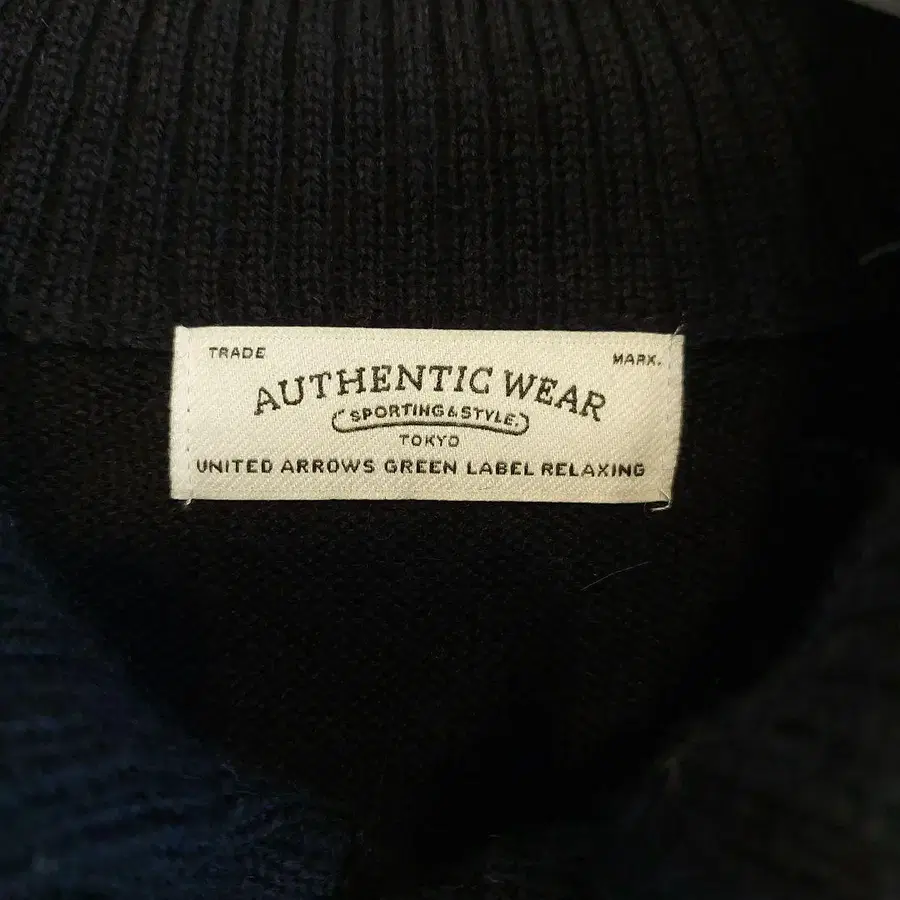 TRADE MARK.
AUTHENTIC WEAR
SPORTING & STYLE.
TOKYO
UNITED ARROWS GREEN LABEL RELAXING